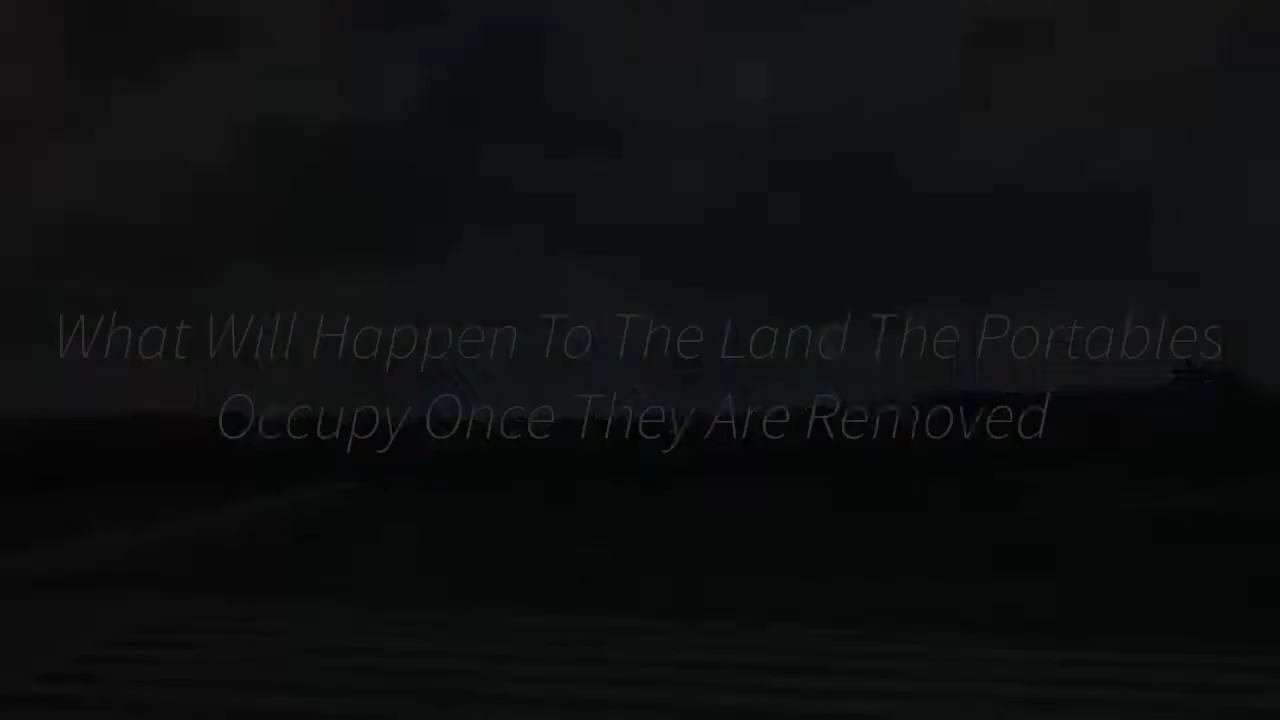 What Will Happen To The Land The Portables
Occupy Once They Are Removed